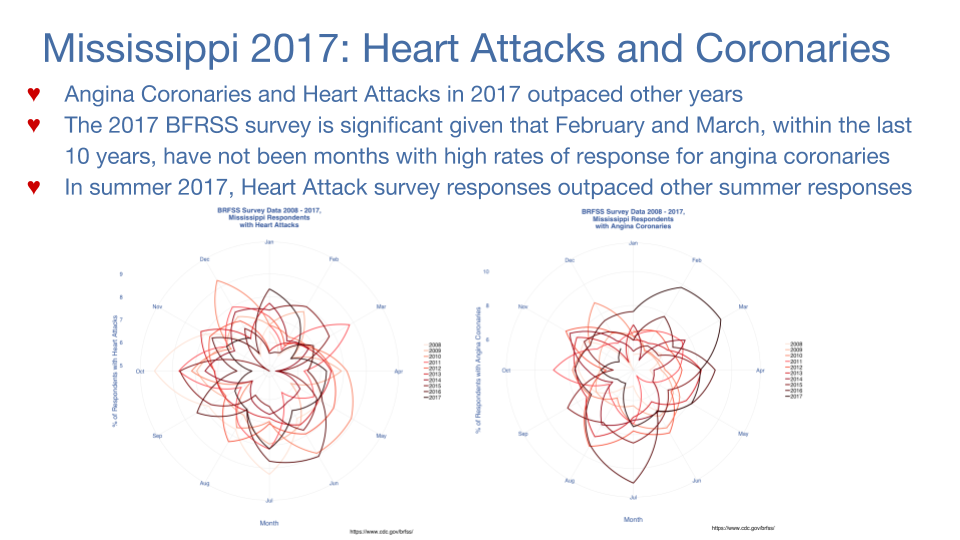 Mississippi 2017: Heart Attacks and Coronaries
♥ Angina Coronaries and Heart Attacks in 2017 outpaced other years
♥ The 2017 BFRSS survey is significant given that February and March, within the last
10 years, have not been months with high rates of response for angina coronaries
♥ In summer 2017, Heart Attack survey responses outpaced other summer responses
BRFSS Survey Data 2008 - 2017,
Mississippi Respondents
with Heart Attacks
Jan
Feb
Mar
Apr
May
Jun
Jul
Aug
Sep
Oct
Nov
Dec
9
8
7
6
5
% of Respondents with Heart Attacks
Month
2008
2009
2010
2011
2012
2013
2014
2015
2016
2017
https://www.cdc.gov/brfss/
BRFSS Survey Data 2008 - 2017,
Mississippi Respondents
with Angina Coronaries
Jan
Feb
Mar
Apr
May
Jun
Jul
Aug
Sep
Oct
Nov
Dec
10
8
6
% of Respondents with Angina Coronaries
Month
2008
2009
2010
2011
2012
2013
2014
2015
2016
2017
https://www.cdc.gov/brfss/